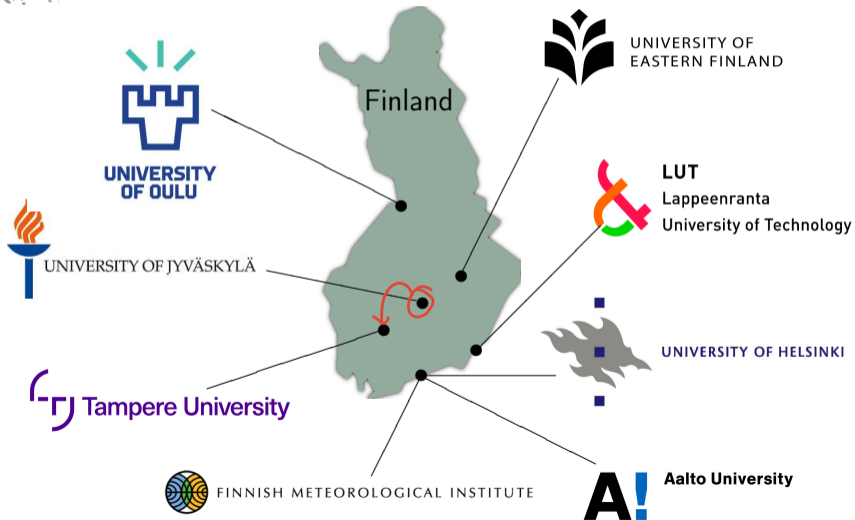 UNIVERSITY OF
EASTERN FINLAND
Finland
UNIVERSITY
OF OULU
LUT
Lappeenranta
University of Technology
UNIVERSITY OF JYVÄSKYLÄ
UNIVERSITY OF HELSINKI
Tampere University
FINNISH METEOROLOGICAL INSTITUTE
A!
Aalto University